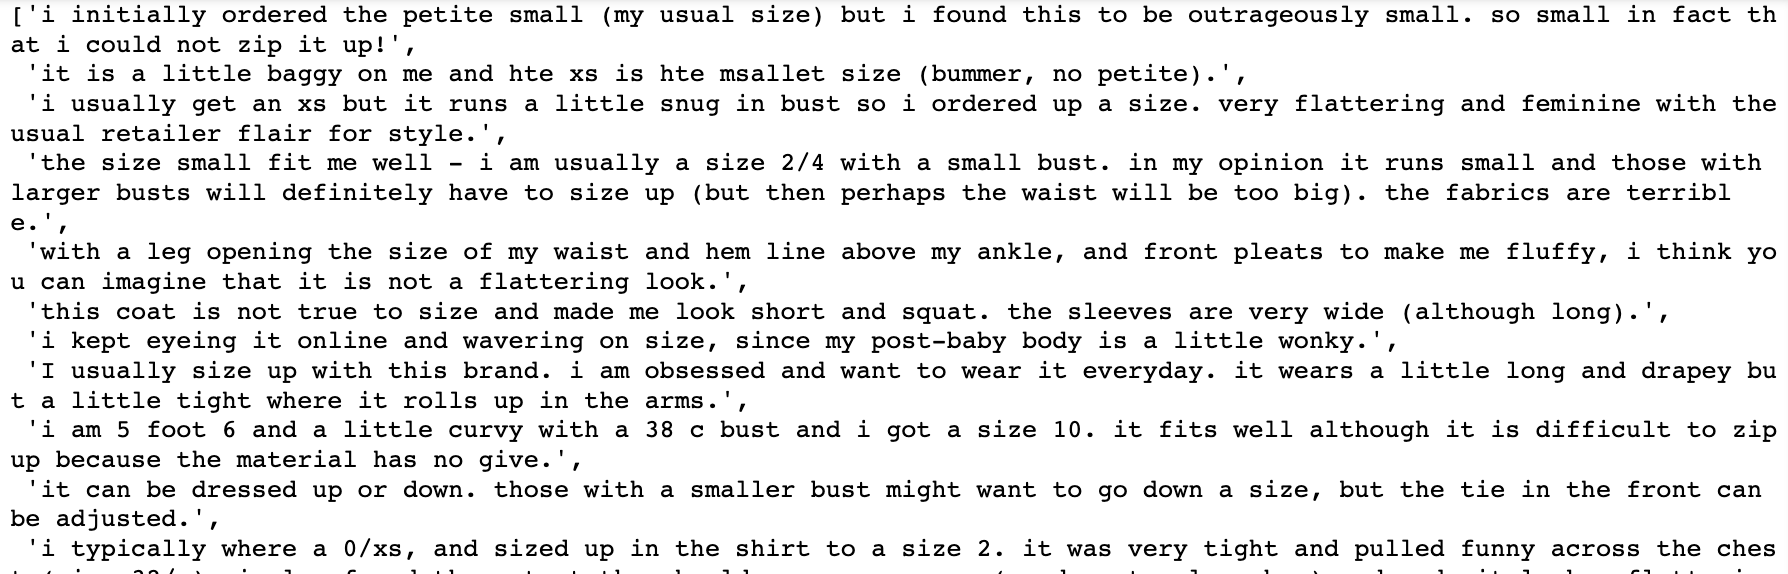 ['i initially ordered the petite small (my usual size) but i found this to be outrageously small. so small in fact th
at i could not zip it up!',
'it is a little baggy on me and hte xs is hte msallet size (bummer, no petite).',
'i usually get an xs but it runs a little snug in bust so i ordered up a size. very flattering and feminine with the
usual retailer flair for style.',
'the size small fit me well – i am usually a size 2/4 with a small bust. in my opinion it runs small and those with
larger busts will definitely have to size up (but then perhaps the waist will be too big). the fabrics are terribl
e.',
'with a leg opening the size of my waist and hem line above my ankle, and front pleats to make me fluffy, i think yo
u can imagine that it is not a flattering look.',
'this coat is not true to size and made me look short and squat. the sleeves are very wide (although long).',
'i kept eyeing it online and wavering on size, since my post-baby body is a little wonky.',
'I usually size up with this brand. i am obsessed and want to wear it everyday. it wears a little long and drapey bu
t a little tight where it rolls up in the arms.',
'i am 5 foot 6 and a little curvy with a 38 c bust and i got a size 10. it fits well although it is difficult to zip
up because the material has no give.',
'it can be dressed up or down. those with a smaller bust might want to go down a size, but the tie in the front can
be adjusted.',
'i typically where a 0/xs, and sized up in the shirt to a size 2. it was very tight and pulled funny across the ches